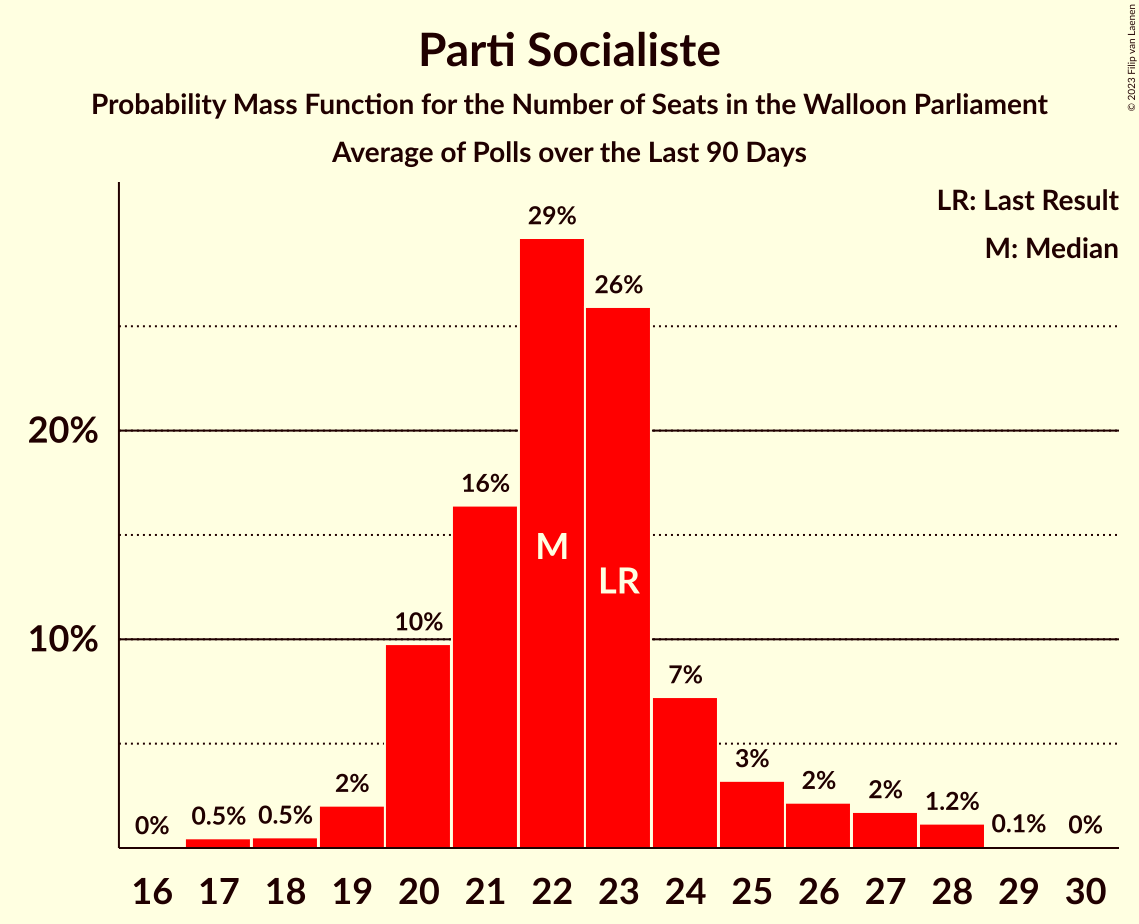 Parti Socialiste
Probability Mass Function for the Number of Seats in the Walloon Parliament
Average of Polls over the Last 90 Days
© 2023 Filip van Laenen
LR: Last Result
M: Median
29%
26%
20%
16%
M
LR
10%
10%
7%
3%
2%
2%
2%
1.2%
0.5%
0.5%
0.1%
0%
0%
16 17 18 19 20 21 22 23 24 25 26 27 28 29 30